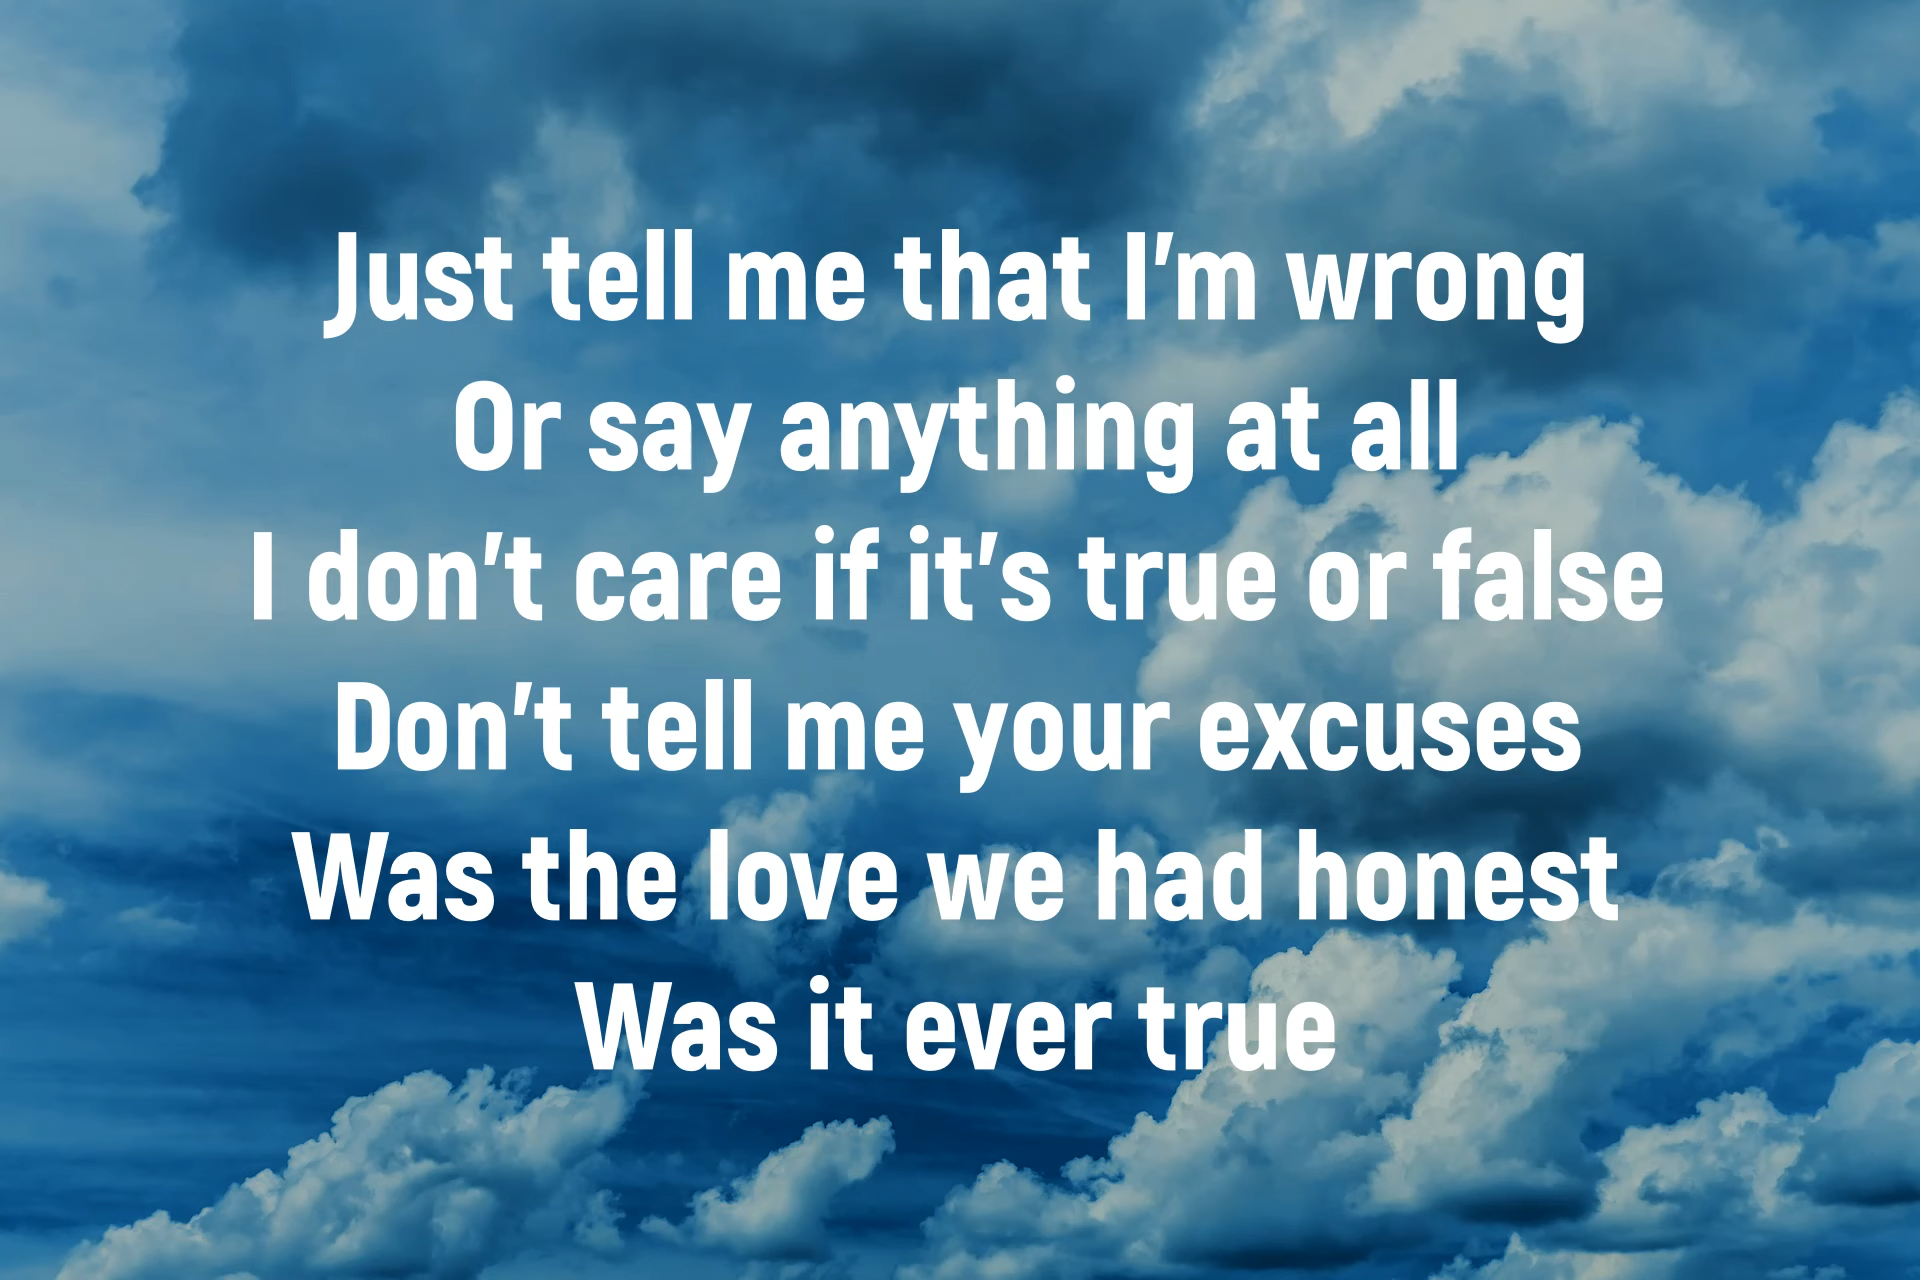 Just tell me that I’m wrong
Or say anything at all
I don’t care if it’s true or false
Don’t tell me your excuses
Was the love we had honest
Was it ever true